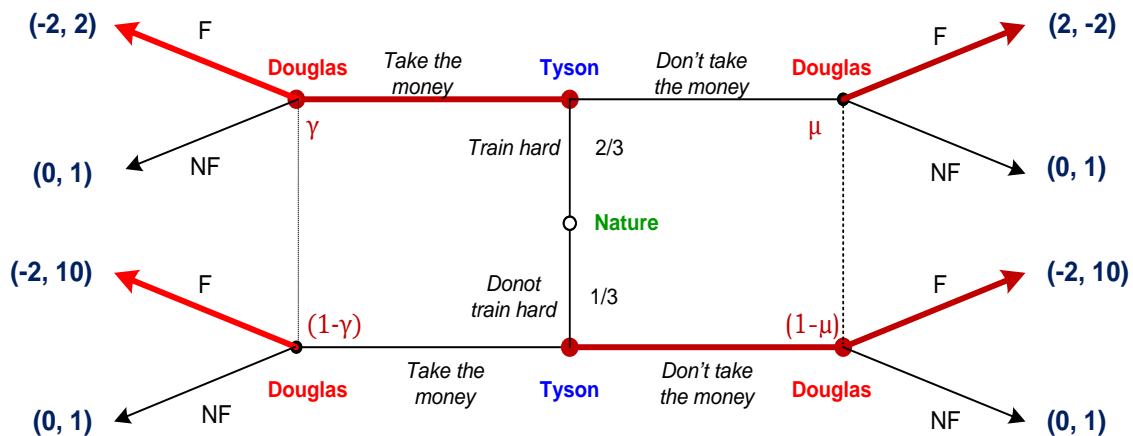 (-2, 2)
F
Douglas
Take the
money
Tyson
Don't take
the money
Douglas
F
(2, -2)
γ
μ
NF
(0, 1)
Train hard
2/3
NF
(0, 1)
Nature
(-2, 10)
F
Donot
train hard
1/3
F
(-2, 10)
(1-γ)
(1-μ)
NF
(0, 1)
Douglas
Take the
money
Tyson
Don't take
the money
Douglas
NF
(0, 1)